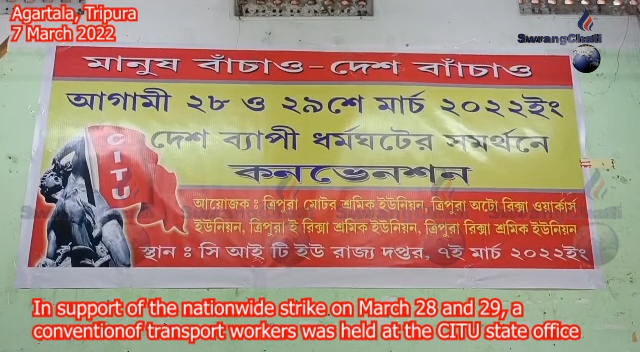 Agartala, Tripura
7 March 2022
SwrangChati
মানুষ বাঁচাও - দেশ বাঁচাও
আগামী ২৮ ও ২৯শে মার্চ ২০২২ইং
দেশ ব্যাপী ধর্মঘটের সমর্থনে
কনভেনশন
CITU
আয়োজক : ত্রিপুরা মোটর শ্রমিক ইউনিয়ন, ত্রিপুরা অটো রিক্সা ওয়ার্কার্স
ইউনিয়ন, ত্রিপুরা ই রিক্সা শ্রমিক ইউনিয়ন, ত্রিপুরা রিক্সা শ্রমিক ইউনিয়ন
স্থান : সি আই টি ইউ রাজ্য দপ্তর, ৭ই মার্চ ২০২২ইং
In support of the nationwide strike on March 28 and 29, a
conventionof transport workers was held at the CITU state office